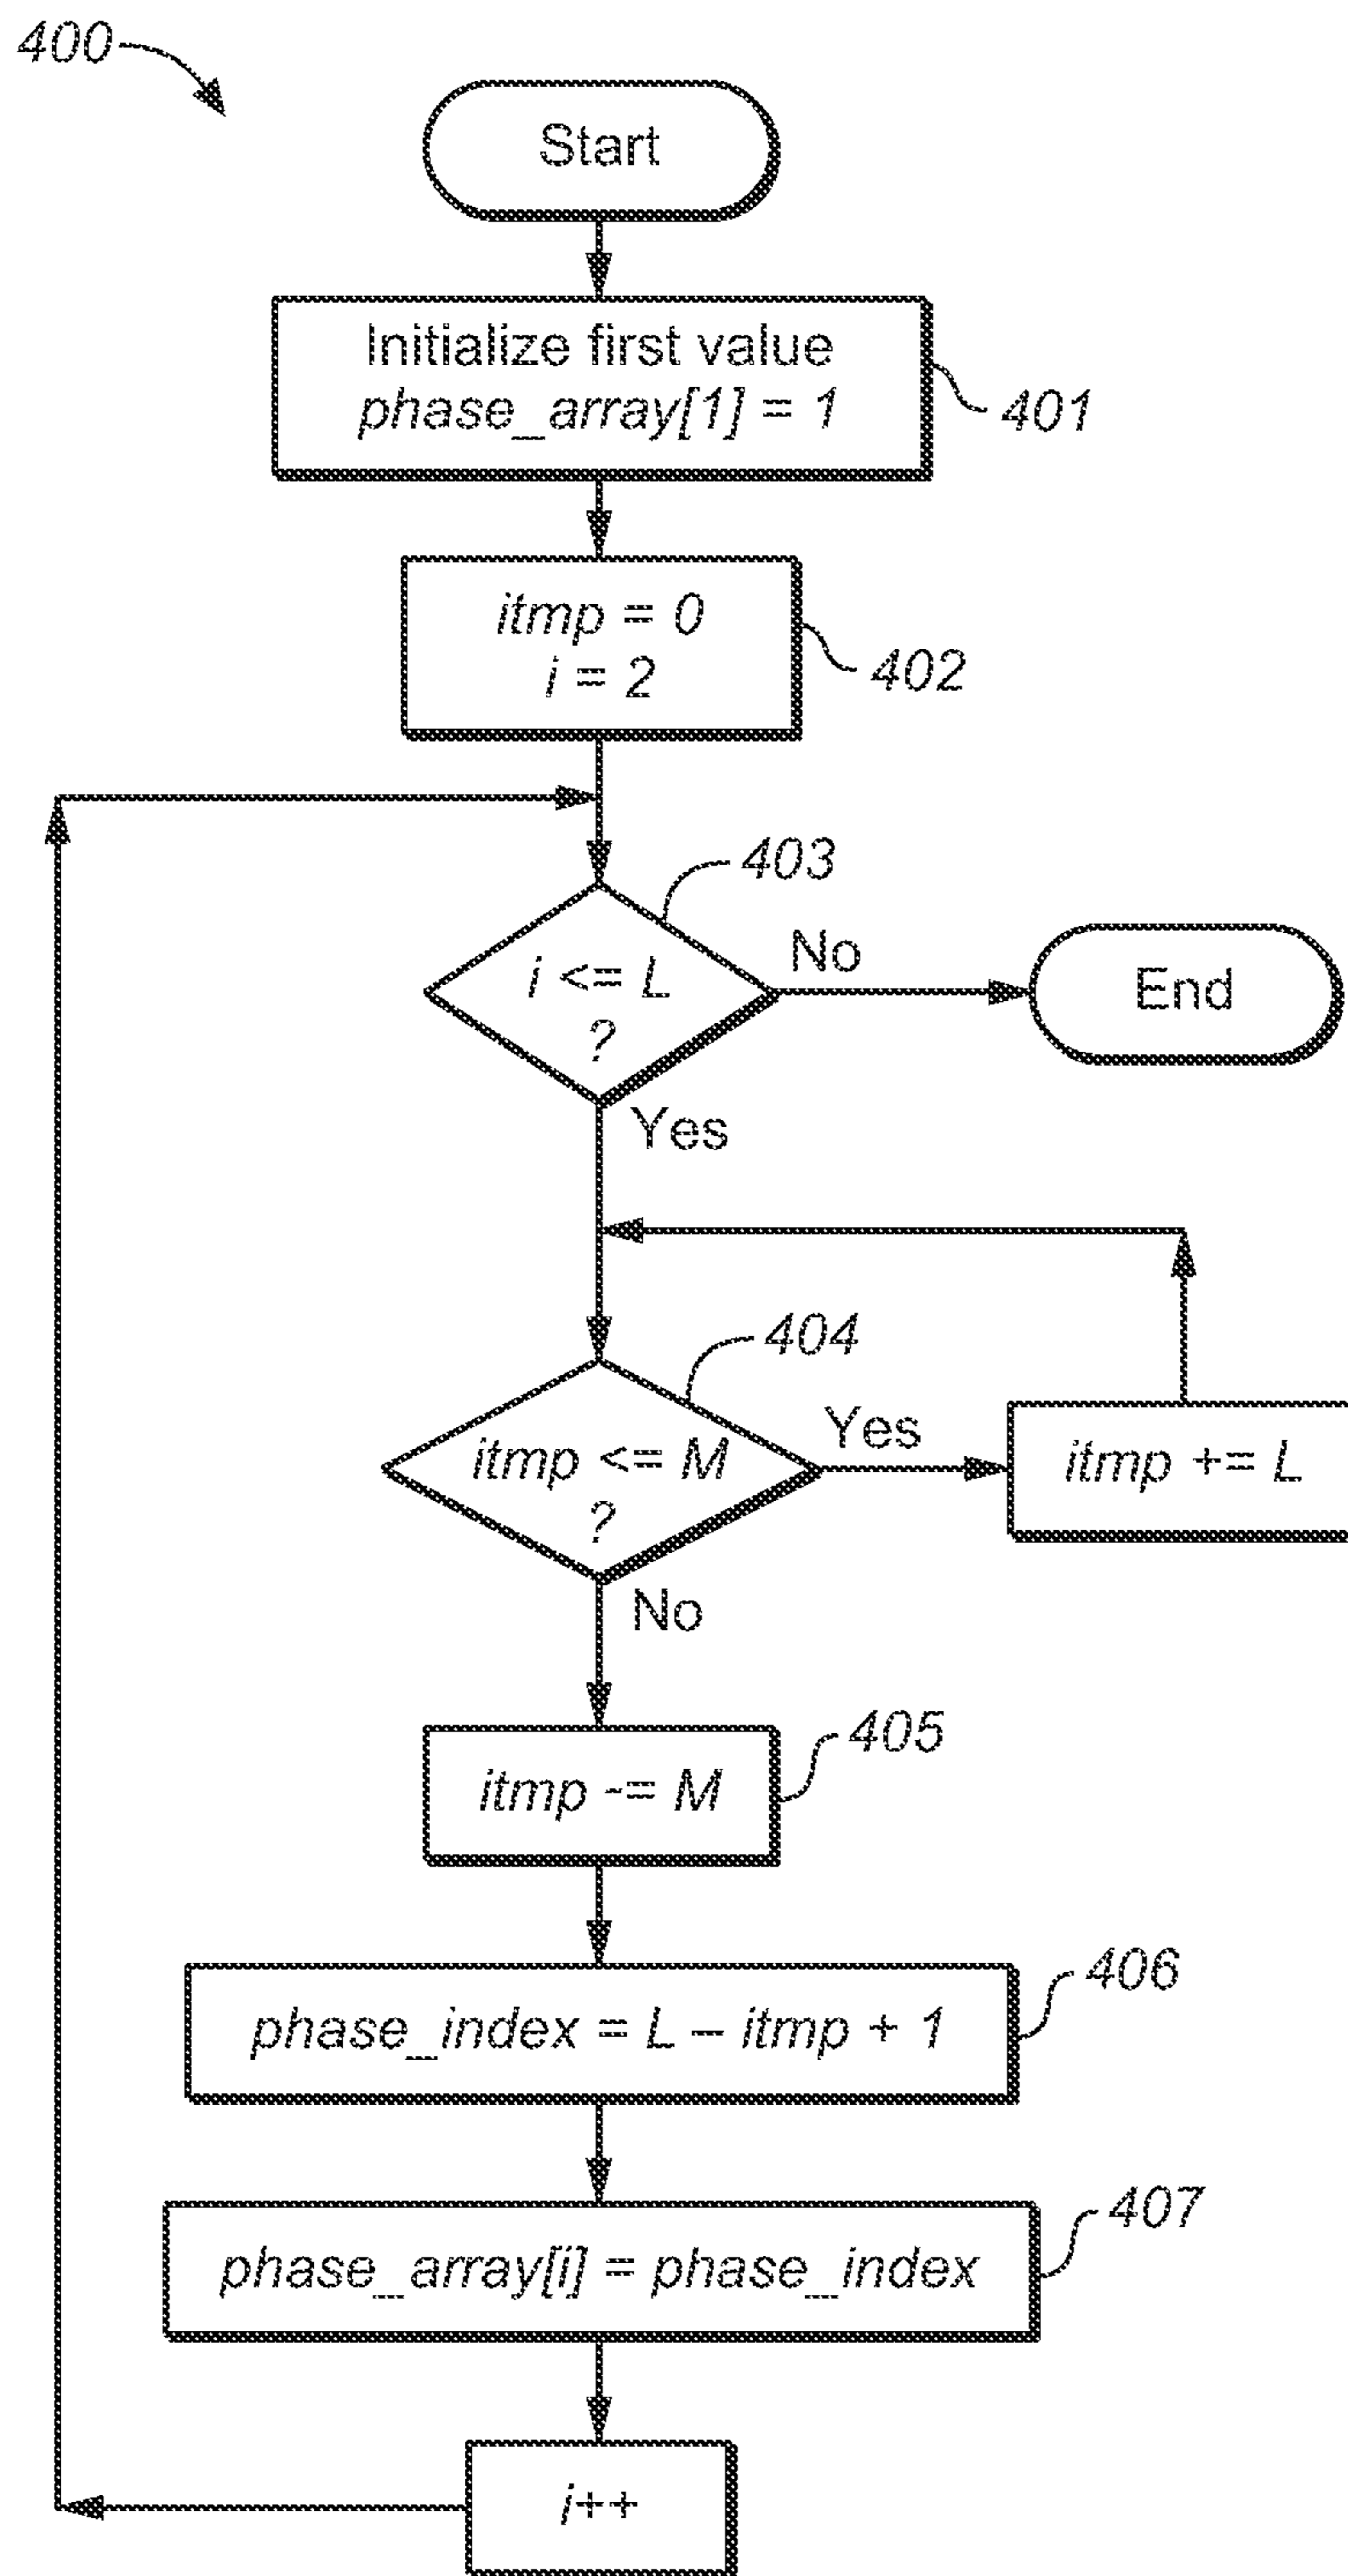 400
Start
Initialize first value
phase_array[1] = 1
401
itmp = 0
i = 2
402
403
i <= L
?
No
End
Yes
404
itmp <= M
?
Yes
itmp += L
No
405
itmp -= M
406
phase_index = L – itmp + 1
407
phase_array[i] = phase_index
i++